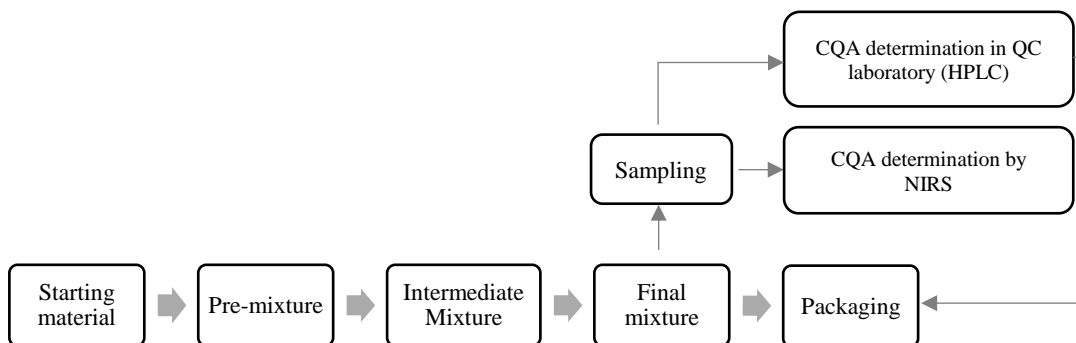 CQA determination in QC
laboratory (HPLC)
Sampling
CQA determination by
NIRS
Starting
material
Pre-mixture
Intermediate
Mixture
Final
mixture
Packaging